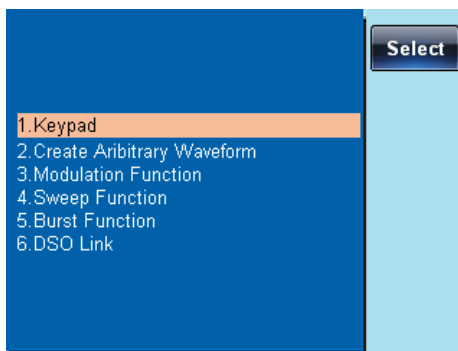 Select
1.Keypad
2.Create Aribitrary Waveform
3.Modulation Function
4.Sweep Function
5.Burst Function
6.DSO Link